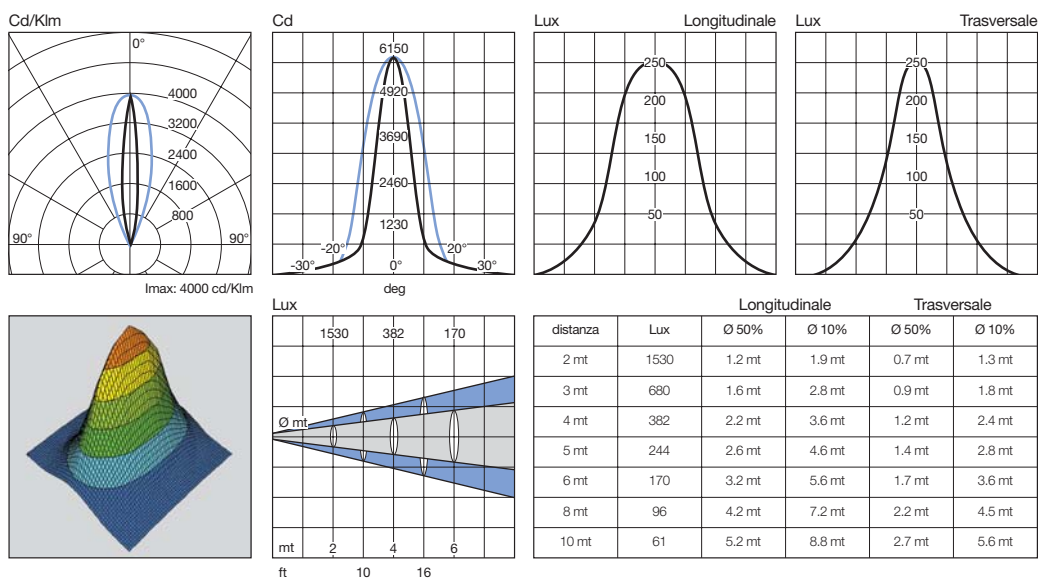 Cd/Klm
0°
4000
3200
2400
1600
800
90°
90°
Imax: 4000 cd/Klm
Cd
6150
4920
3690
2460
1230
-20°
20°
-30°
0°
30°
deg
Lux Longitudinale
250
200
150
100
50
Lux Trasversale
250
200
150
100
50
Lux
1530 382 170
Ø mt
mt 2 4 6
ft 10 16
Longitudinale Trasversale
distanza Lux Ø 50% Ø 10% Ø 50% Ø 10%
2 mt 1530 1.2 mt 1.9 mt 0.7 mt 1.3 mt
3 mt 680 1.6 mt 2.8 mt 0.9 mt 1.8 mt
4 mt 382 2.2 mt 3.6 mt 1.2 mt 2.4 mt
5 mt 244 2.6 mt 4.6 mt 1.4 mt 2.8 mt
6 mt 170 3.2 mt 5.6 mt 1.7 mt 3.6 mt
8 mt 96 4.2 mt 7.2 mt 2.2 mt 4.5 mt
10 mt 61 5.2 mt 8.8 mt 2.7 mt 5.6 mt